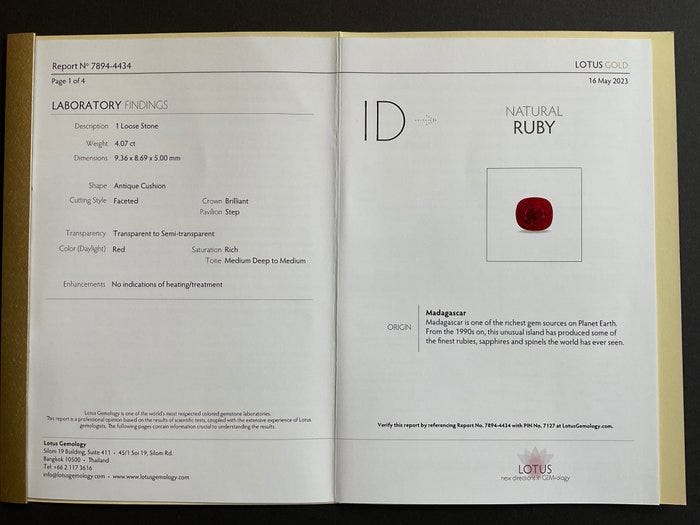 Report Nº 7894-4434
Page 1 of 4
LABORATORY FINDINGS
Description 1 Loose Stone
Weight 4.07 ct
Dimensions 9.36 x 8.69 x 5.00 mm
Shape Antique Cushion
Cutting Style Faceted Crown Brilliant
Pavilion Step
Transparency Transparent to Semi-transparent
Color (Daylight) Red Saturation Rich
Tone Medium Deep to Medium
Enhancements No indications of heating/treatment
Lotus Gemology is one of the world's most respected colored gemstone laboratories.
This report is a professional opinion based on the results of scientific tests, coupled with the extensive experience of Lotus
gemologists. The following pages contain information crucial to understanding the results.
Lotus Gemology
Silom 19 Building, Suite 411 • 45/1 Soi 19, Silom Rd.
Bangkok 10500 • Thailand
Tel: +66 2 117 3616
info@lotusgemology.com • www.www.lotusgemology.com
LOTUS GOLD
16 May 2023
ID
NATURAL
RUBY
ORIGIN
Madagascar
Madagascar is one of the richest gem sources on Planet Earth.
From the 1990s on, this unusual island has produced some of
the finest rubies, sapphires and spinels the world has ever seen.
Verify this report by referencing Report No. 7894-4434 with PIN No. 7127 at LotusGemology.com.
LOTUS
new directions in GEM•ology